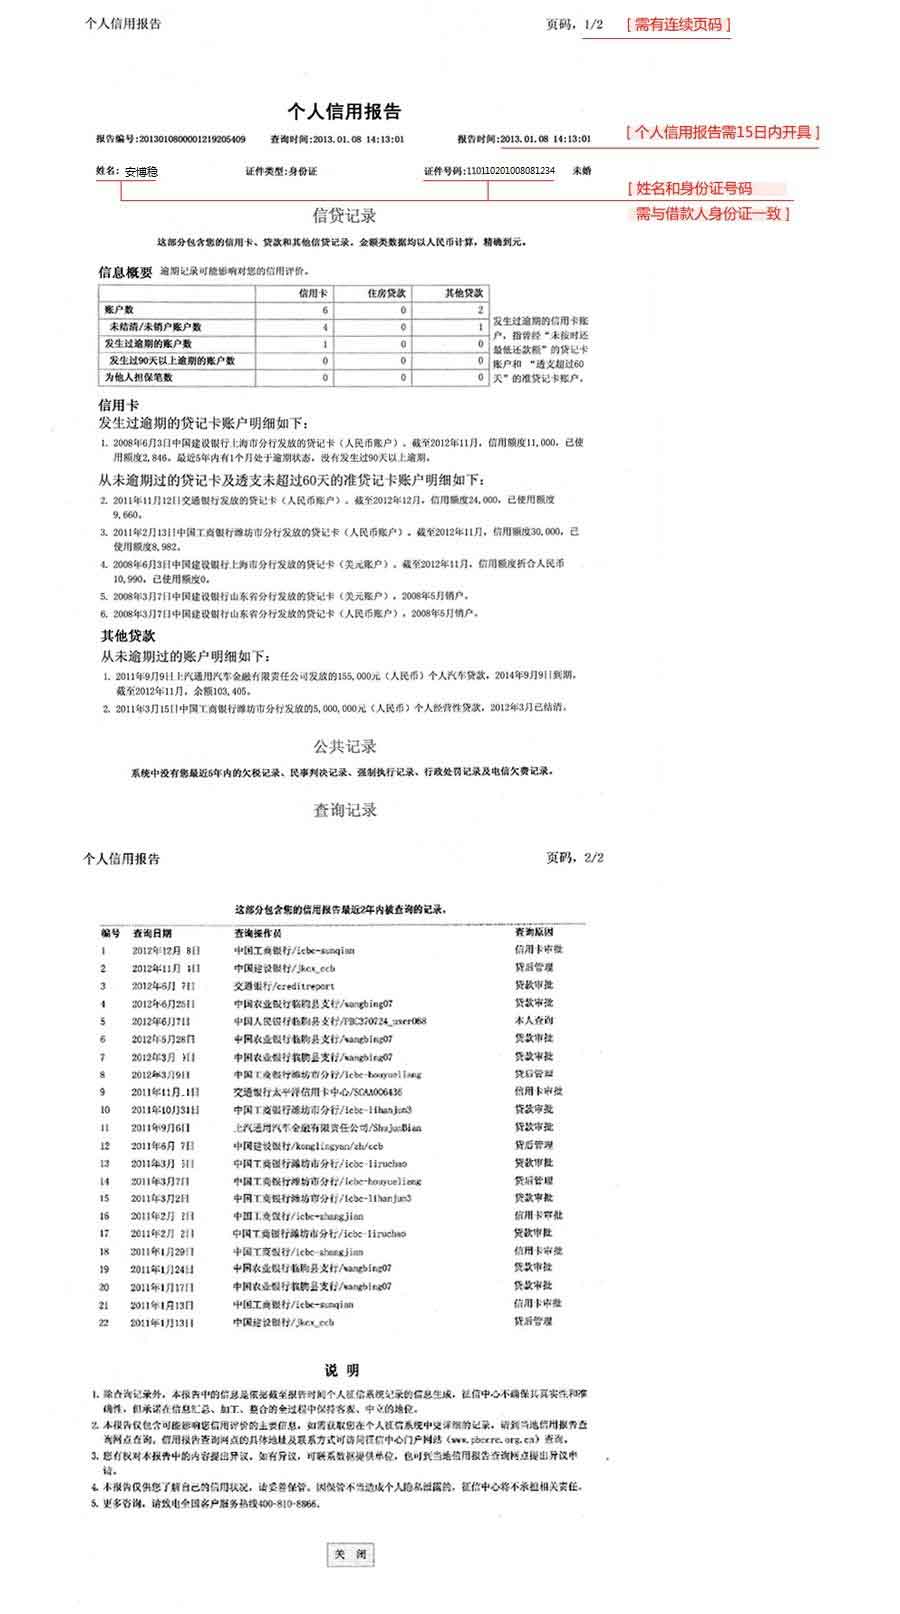 个人信用报告 页码，1/2 [ 需有连续页码 ]
个人信用报告
报告编号:2013010800001219205409 查询时间:2013.01.08 14:13:01 报告时间:2013.01.08 14:13:01 [ 个人信用报告需15日内开具 ]
姓名: 安博稳 证件类型:身份证 证件号码:110110201008081234 未婚
[ 姓名和身份证号码
需与借款人身份证一致 ]
信贷记录
这部分包含您的信用卡、贷款和其他信贷记录。金额类数据均以人民币计算，精确到元。
信息概要 逾期记录可能影响对您的信用评价。
信用卡 住房贷款 其他贷款
账户数 6 0 2
未结清/未销户账户数 4 0 1
发生过逾期的账户数 1 0 0
发生过90天以上逾期的账户数 0 0 0
为他人担保笔数 0 0 0
发生过逾期的信用卡账
户，指曾经“未按时还
最低还款额”的贷记卡
账户和 “透支超过60
天”的准贷记卡账户。
信用卡
发生过逾期的贷记卡账户明细如下:
1. 2008年6月3日中国建设银行上海市分行发放的贷记卡（人民币账户）。截至2012年11月，信用额度11,000，已使
用额度2,846。最近5年内有1个月处于逾期状态，没有发生过90天以上逾期。
从未逾期过的贷记卡及透支未超过60天的准贷记卡账户明细如下:
2. 2011年11月12日交通银行发放的贷记卡（人民币账户）。截至2012年12月，信用额度24,000，已使用额度
9,660。
3. 2011年2月13日中国工商银行潍坊市分行发放的贷记卡（人民币账户）。截至2012年11月，信用额度30,000，已
使用额度8,982。
4. 2008年6月3日中国建设银行上海市分行发放的贷记卡（美元账户）。截至2012年11月，信用额度折合人民币
10,990，已使用额度0。
5. 2008年3月7日中国建设银行山东省分行发放的贷记卡（美元账户），2008年5月销户。
6. 2008年3月7日中国建设银行山东省分行发放的贷记卡（人民币账户），2008年5月销户。
其他贷款
从未逾期过的账户明细如下:
1. 2011年9月9日上汽通用汽车金融有限责任公司发放的155,000元（人民币）个人汽车贷款，2014年9月9日到期，
截至2012年11月，余额103,405。
2. 2011年3月15日中国工商银行潍坊市分行发放的5,000,000元（人民币）个人经营性贷款，2012年3月已结清。
公共记录
系统中没有您最近5年内的欠税记录、民事判决记录、强制执行记录、行政处罚记录及电信欠费记录。
查询记录
个人信用报告 页码，2/2
这部分包含您的信用报告最近2年内被查询的记录。
编号 查询日期 查询操作员 查询原因
1 2012年12月 8日 中国工商银行/icbc-sunqian 信用卡审批
2 2012年11月 4日 中国建设银行/jkcx_ccb 贷后管理
3 2012年6月 7日 交通银行/creditreport 贷款审批
4 2012年6月25日 中国农业银行临朐县支行/wangbing07 贷款审批
5 2012年6月7日 中国人民银行临朐县支行/PBC370724_user068 本人查询
6 2012年5月28日 中国农业银行临朐县支行/wangbing07 贷款审批
7 2012年3月 日 中国农业银行临朐县支行/wangbing07 贷款审批
8 2012年3月9日 中国工商银行潍坊市分行/icbc-houyueliang 贷后管理
9 2011年11月 1日 交通银行太平洋信用卡中心/SCAA006436 信用卡审批
10 2011年10月31日 中国工商银行潍坊市分行/icbc-lihanjun3 贷款审批
11 2011年9月6日 上汽通用汽车金融有限责任公司/ShujunBian 贷款审批
12 2011年6月 7日 中国建设银行/konglingyan/zh/ccb 贷后管理
13 2011年3月 日 中国工商银行潍坊市分行/icbc-liruchao 贷款审批
14 2011年3月7日 中国工商银行潍坊市分行/icbc-houyueliang 贷后管理
15 2011年3月2日 中国工商银行潍坊市分行/icbc-lihanjun3 贷款审批
16 2011年2月 2日 中国工商银行/icbc-zhangjian 信用卡审批
17 2011年2月 2日 中国工商银行潍坊市分行/icbc-liruchao 贷款审批
18 2011年1月29日 中国工商银行/icbc-zhangjian 信用卡审批
19 2011年1月24日 中国农业银行临朐县支行/wangbing07 贷款审批
20 2011年1月17日 中国农业银行临朐县支行/wangbing07 贷款审批
21 2011年1月13日 中国工商银行/icbc-sunqian 信用卡审批
22 2011年1月13日 中国建设银行/jkcx_ccb 贷后管理
说 明
1. 除查询记录外，本报告中的信息是依据截至报告时间个人征信系统记录的信息生成，征信中心不确保其真实性和准
确性，但承诺在信息汇总、加工、整合的全过程中保持客观、中立的地位。
2. 本报告仅包含可能影响您信用评价的主要信息，如需获取您在个人征信系统中更详细的记录，请到当地信用报告查
询网点查询。信用报告查询网点的具体地址及联系方式可访问征信中心门户网站（www.pbccrc.org.cn）查询。
3. 您有权对本报告中的内容提出异议。如有异议，可联系数据提供单位，也可到当地信用报告查询网点提出异议申
请。
4. 本报告仅供您了解自己的信用状况，请妥善保管。因保管不当造成个人隐私泄露的，征信中心将不承担相关责任。
5. 更多咨询，请致电全国客户服务热线400-810-8866。
关 闭